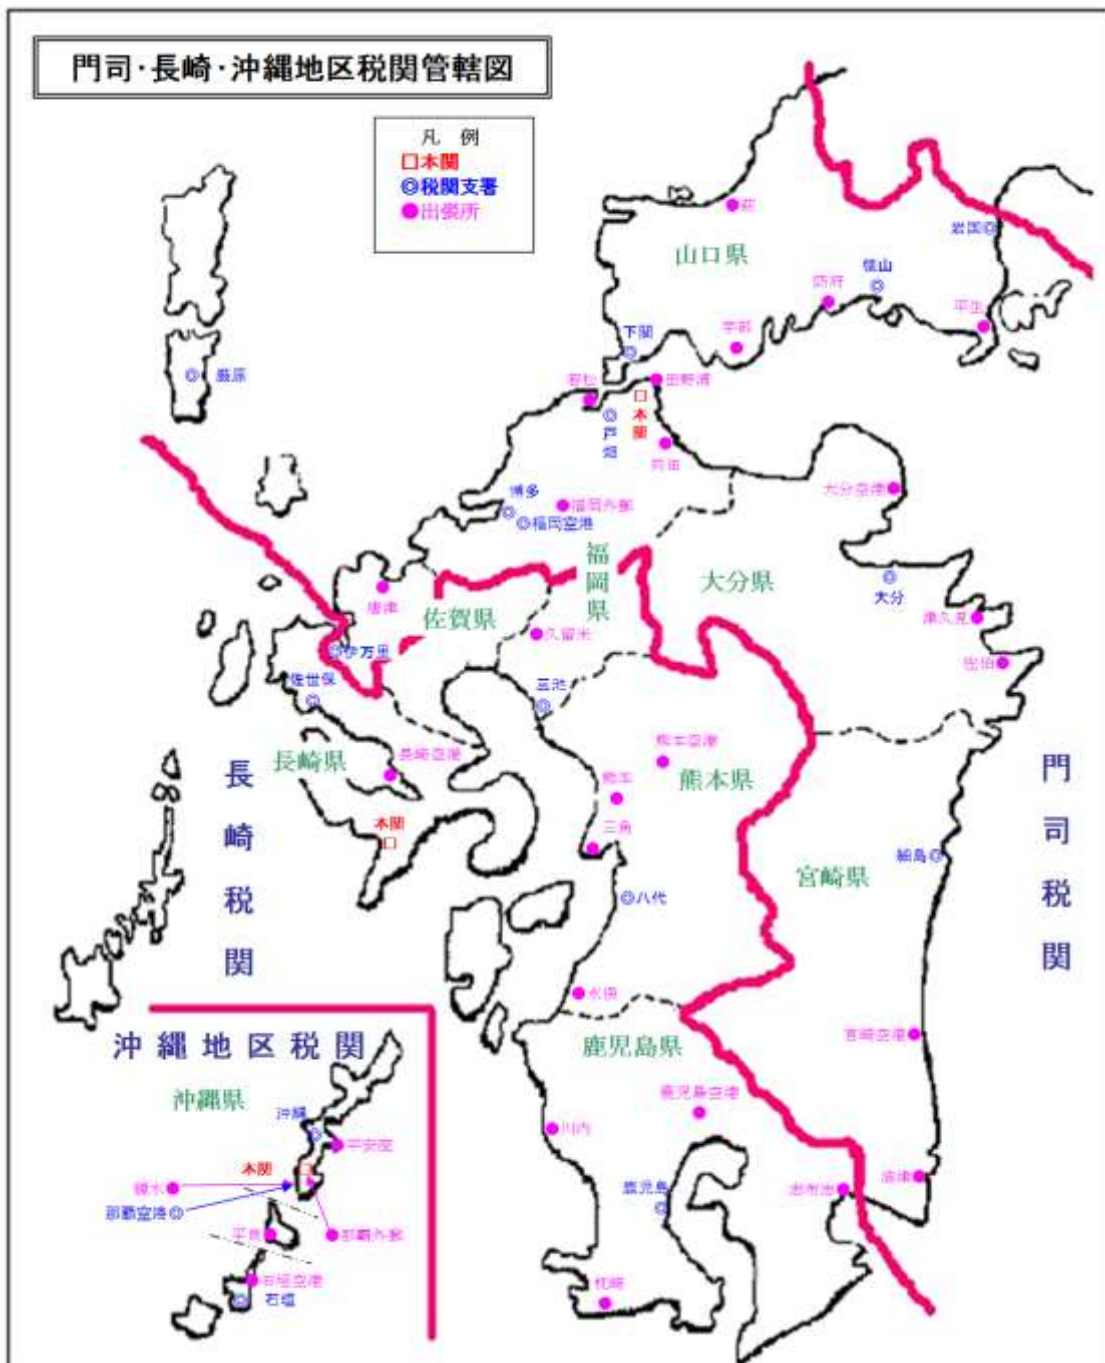 門司・長崎・沖縄地区税関管轄図
凡 例
□本関
◎税関支署
●出張所
萩
岩国◎
山口県
徳山
防府
平生
宇部
下関
厳原
若松
田野浦
□本関
戸畑
苅田
大分空港
博多
福岡外郵
◎福岡空港
福岡県
大分県
大分
唐津
佐賀県
久留米
津久見
佐伯
◎伊万里
佐世保
三池
長崎県
長崎空港
熊本空港
熊本県
熊本
三角
本関
□
長崎税関
門司税関
細島◎
宮崎県
◎八代
水俣
沖縄地区税関
鹿児島県
宮崎空港
沖縄県
鹿児島空港
沖縄
平安座
川内
本関
□
鏡水
那覇空港◎
鹿児島
志布志
油津
平良
那覇外郵
石垣空港
石垣
枕崎